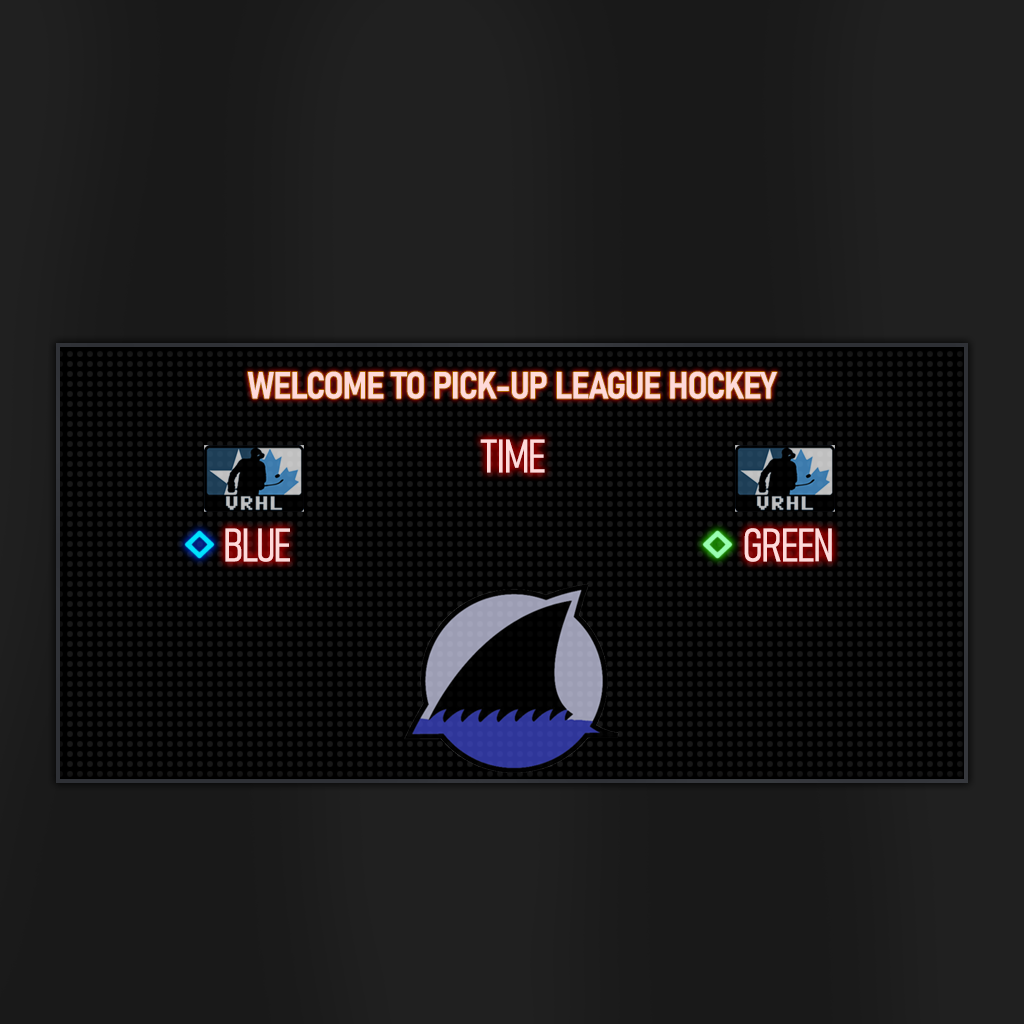 WELCOME TO PICK-UP LEAGUE HOCKEY
TIME
VRHL
VRHL
BLUE
GREEN